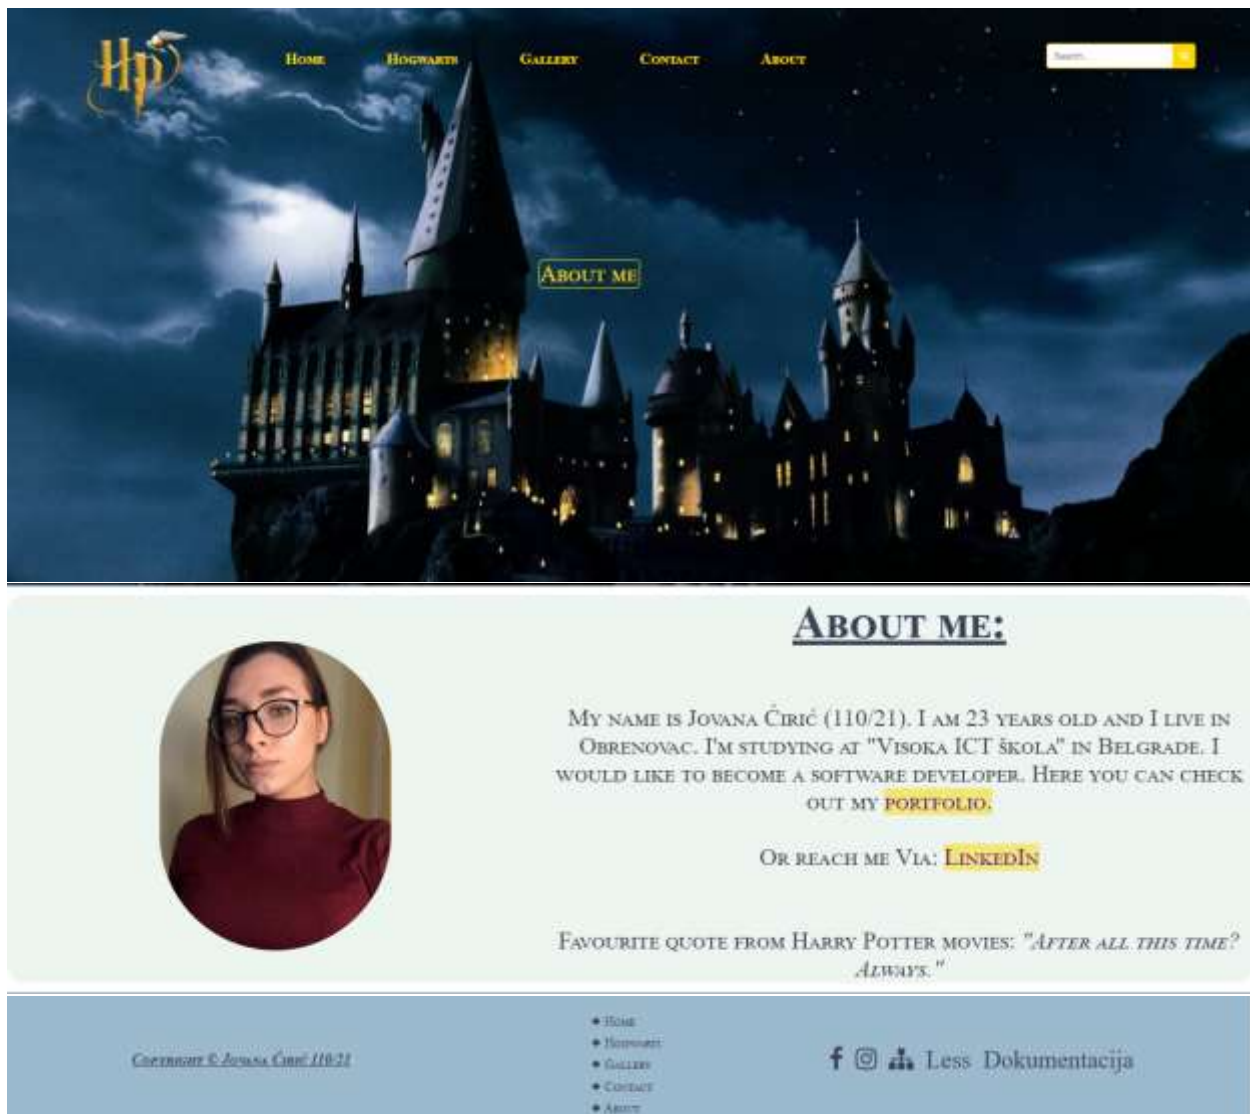 Hp
Home Hogwarts Gallery Contact About
Search...
About me
About me:
My name is Jovana Ćirić (110/21). I am 23 years old and I live in
Obrenovac. I'm studying at "Visoka ICT škola" in Belgrade. I
would like to become a software developer. Here you can check
out my portfolio.
Or reach me Via: LinkedIn
Favourite quote from Harry Potter movies: "After all this time?
Always."
Copyright © Jovana Ćirić 110/21
Home
Hogwarts
Gallery
Contact
About
Less Dokumentacija